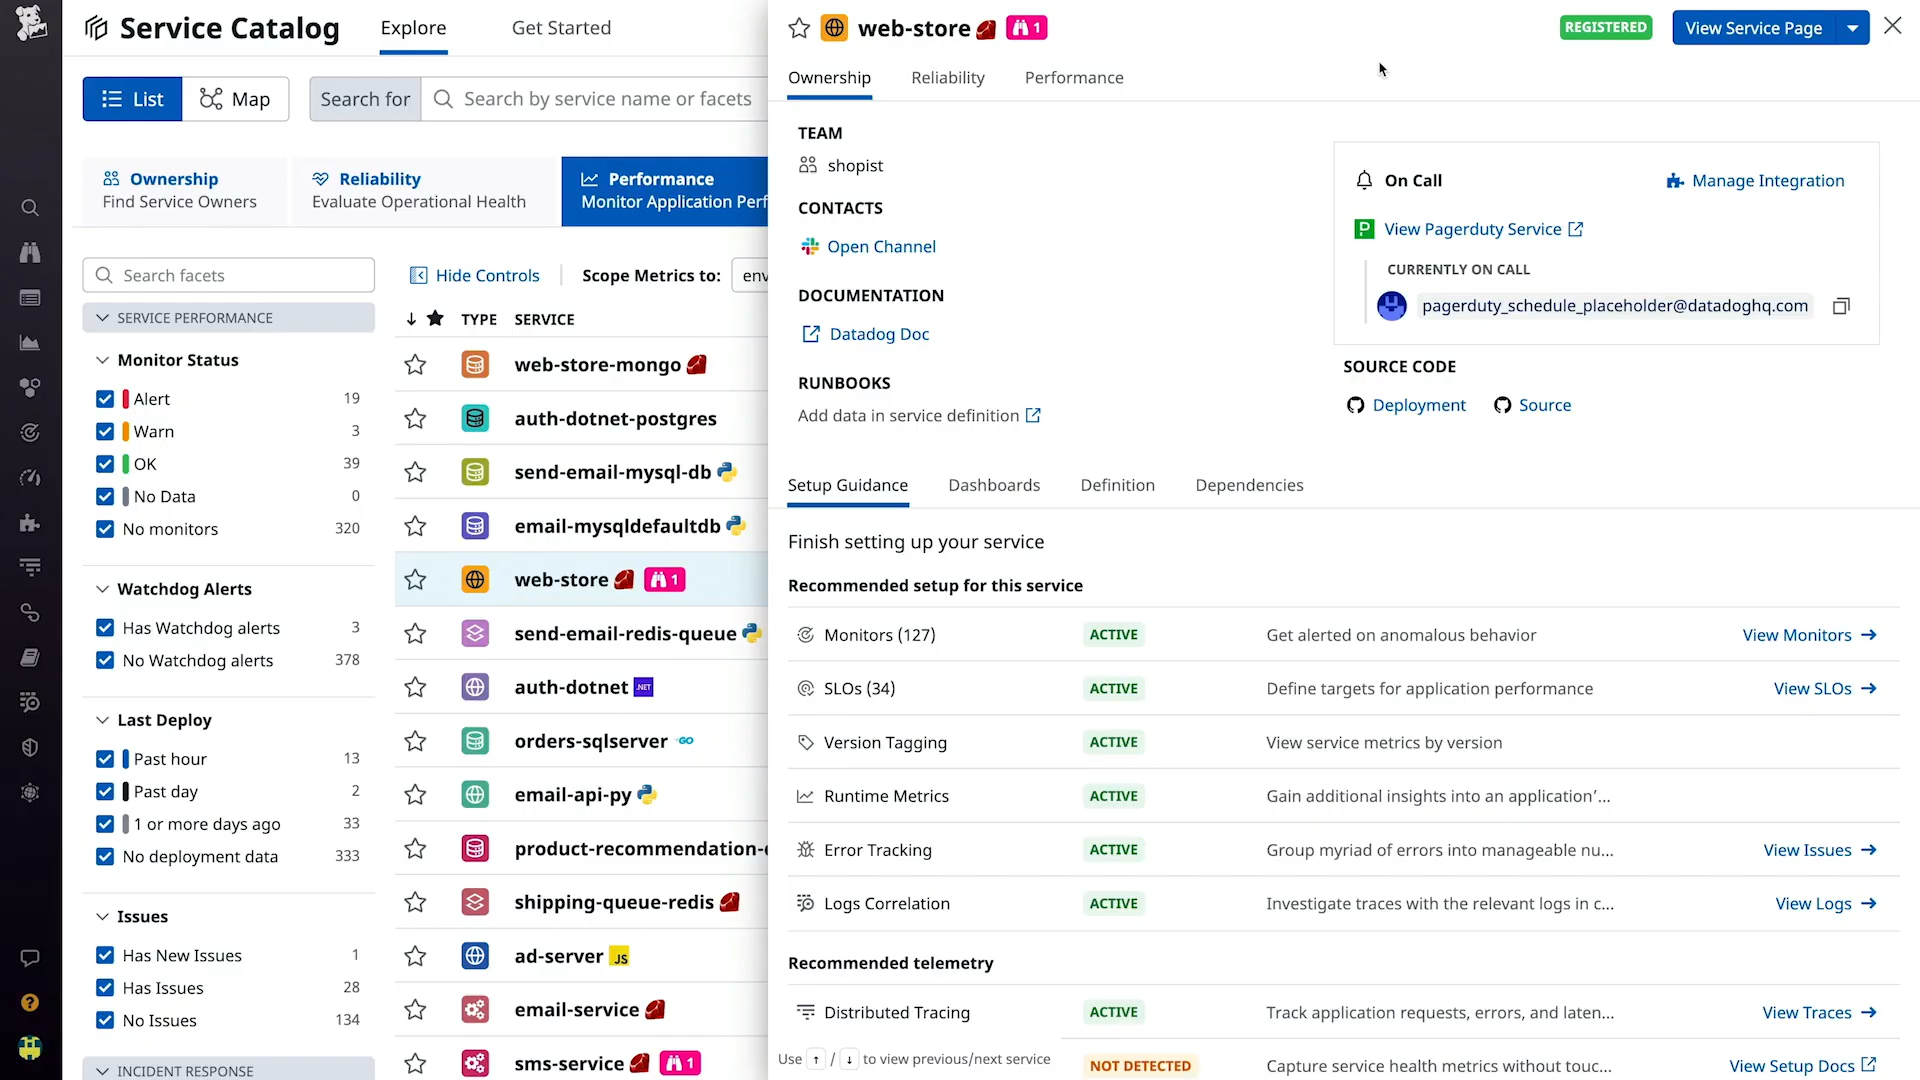 Service Catalog
Explore
Get Started
List
Map
Search for
Search by service name or facets
Ownership
Find Service Owners
Reliability
Evaluate Operational Health
Performance
Monitor Application Perf
Search facets
Hide Controls
Scope Metrics to:
env
SERVICE PERFORMANCE
Monitor Status
Alert 19
Warn 3
OK 39
No Data 0
No monitors 320
Watchdog Alerts
Has Watchdog alerts 3
No Watchdog alerts 378
Last Deploy
Past hour 13
Past day 2
1 or more days ago 33
No deployment data 333
Issues
Has New Issues 1
Has Issues 28
No Issues 134
INCIDENT RESPONSE
TYPE SERVICE
web-store-mongo
auth-dotnet-postgres
send-email-mysql-db
email-mysqldefaultdb
web-store 1
send-email-redis-queue
auth-dotnet .NET
orders-sqlserver GO
email-api-py
product-recommendation-
shipping-queue-redis
ad-server JS
email-service
sms-service 1
web-store 1
REGISTERED
View Service Page
Ownership
Reliability
Performance
TEAM
shopist
CONTACTS
Open Channel
DOCUMENTATION
Datadog Doc
RUNBOOKS
Add data in service definition
On Call
Manage Integration
P View Pagerduty Service
CURRENTLY ON CALL
pagerduty_schedule_placeholder@datadoghq.com
SOURCE CODE
Deployment
Source
Setup Guidance
Dashboards
Definition
Dependencies
Finish setting up your service
Recommended setup for this service
Monitors (127) ACTIVE Get alerted on anomalous behavior View Monitors →
SLOs (34) ACTIVE Define targets for application performance View SLOs →
Version Tagging ACTIVE View service metrics by version
Runtime Metrics ACTIVE Gain additional insights into an application’...
Error Tracking ACTIVE Group myriad of errors into manageable nu... View Issues →
Logs Correlation ACTIVE Investigate traces with the relevant logs in c... View Logs →
Recommended telemetry
Distributed Tracing ACTIVE Track application requests, errors, and laten... View Traces →
Use ↑ / ↓ to view previous/next service
NOT DETECTED Capture service health metrics without touc... View Setup Docs